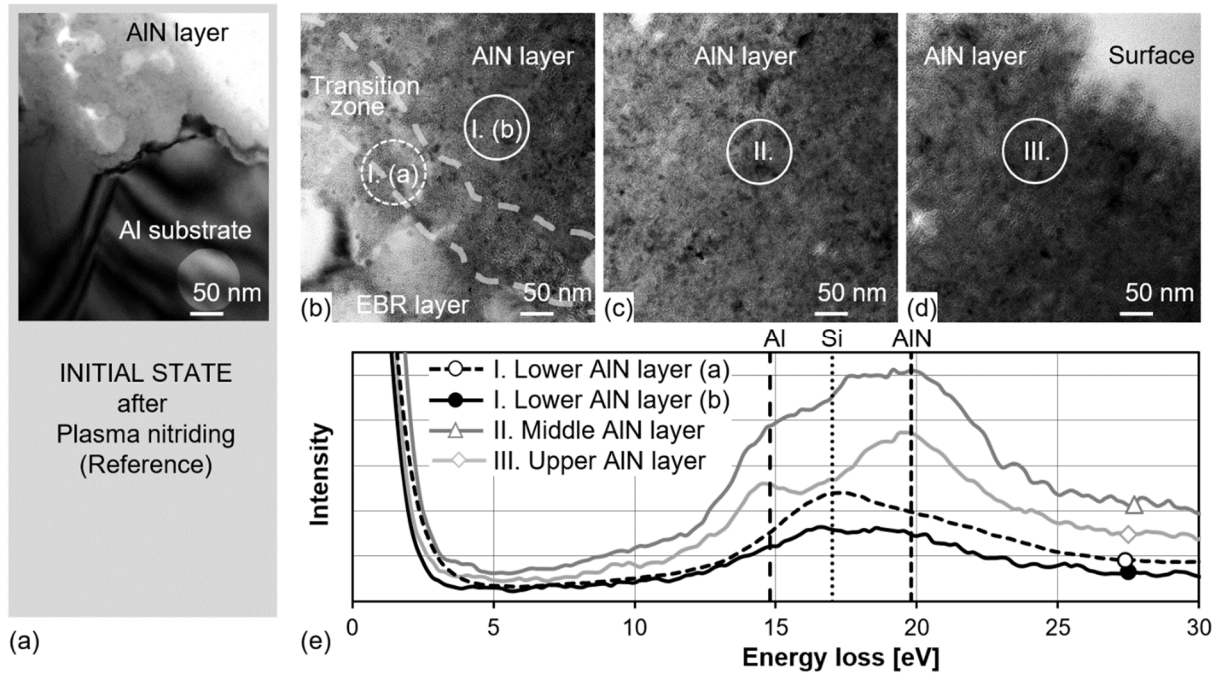 AlN layer
Al substrate
50 nm
INITIAL STATE
after
Plasma nitriding
(Reference)
(a)
AlN layer
Transition
zone
I. (b)
I. (a)
EBR layer
50 nm
(b)
AlN layer
II.
50 nm
(c)
AlN layer
Surface
III.
50 nm
(d)
Al
Si
AlN
I. Lower AlN layer (a)
I. Lower AlN layer (b)
II. Middle AlN layer
III. Upper AlN layer
Intensity
0 5 10 15 20 25 30
Energy loss [eV]
(e)